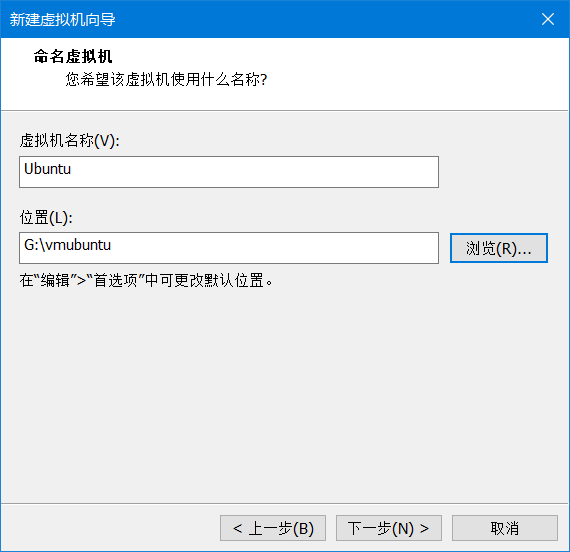 新建虚拟机向导
命名虚拟机
您希望该虚拟机使用什么名称?
虚拟机名称(V):
Ubuntu
位置(L):
G:\vmubuntu
浏览(R)...
在“编辑”>“首选项”中可更改默认位置。
< 上一步(B)
下一步(N) >
取消